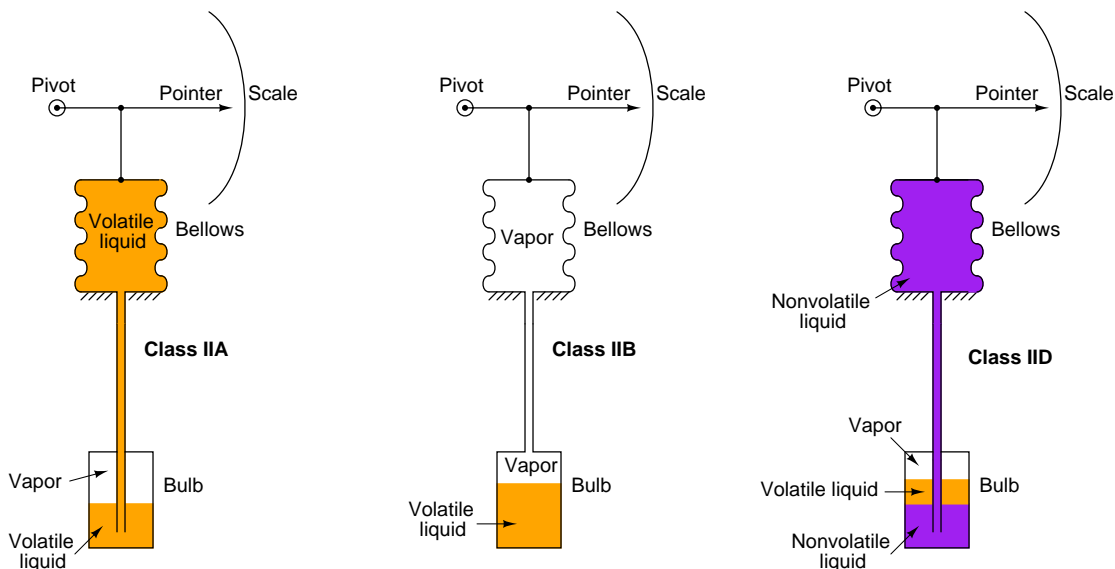 Pivot
Pointer
Scale
Volatile
liquid
Bellows
Class IIA
Vapor
Bulb
Volatile
liquid
Pivot
Pointer
Scale
Vapor
Bellows
Class IIB
Vapor
Bulb
Volatile
liquid
Pivot
Pointer
Scale
Bellows
Nonvolatile
liquid
Class IID
Vapor
Volatile liquid
Bulb
Nonvolatile
liquid